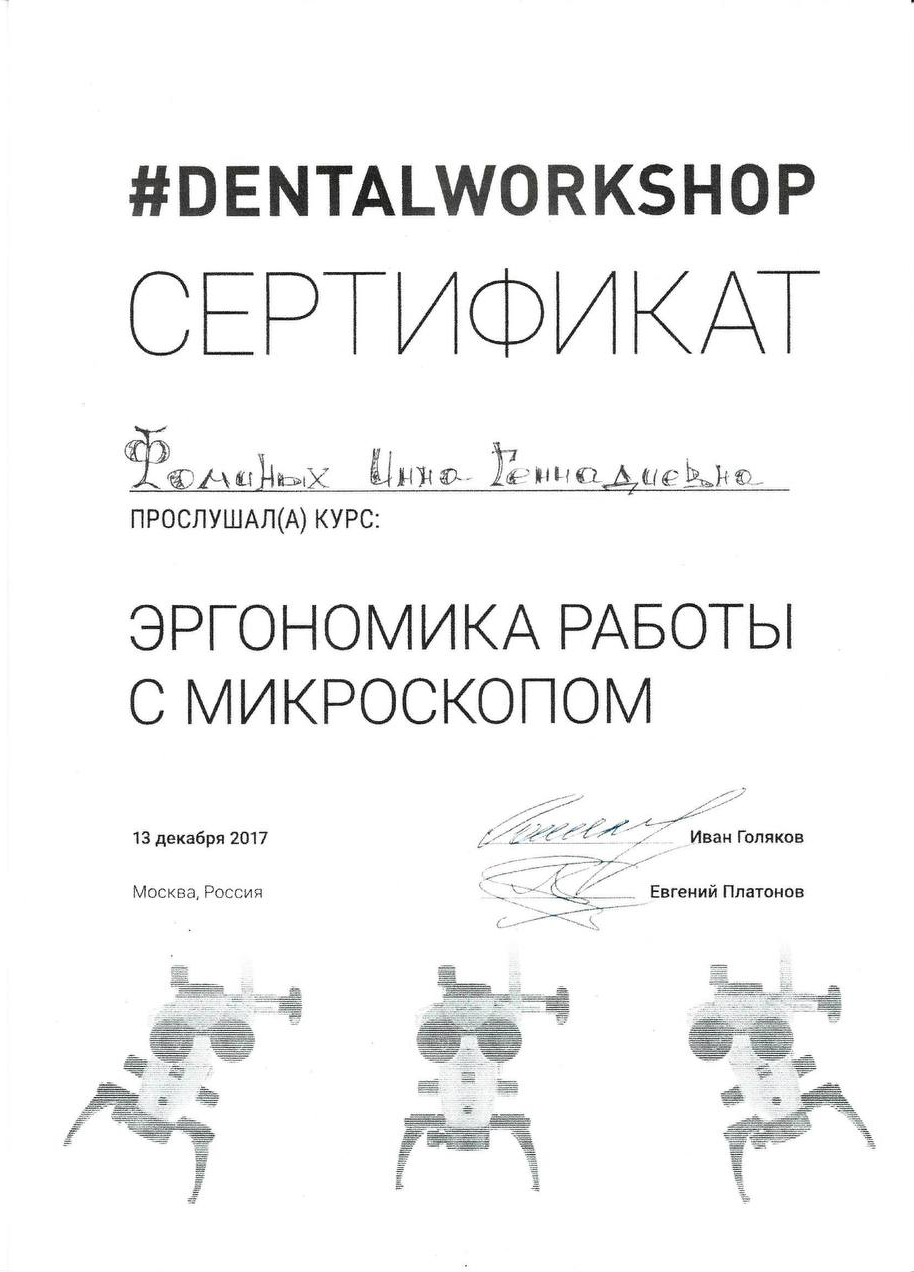 #DENTALWORKSHOP
СЕРТИФИКАТ
Фоминых Инна Геннадиевна
ПРОСЛУШАЛ(А) КУРС:
ЭРГОНОМИКА РАБОТЫ
С МИКРОСКОПОМ
13 декабря 2017
Иван Голяков
Москва, Россия
Евгений Платонов